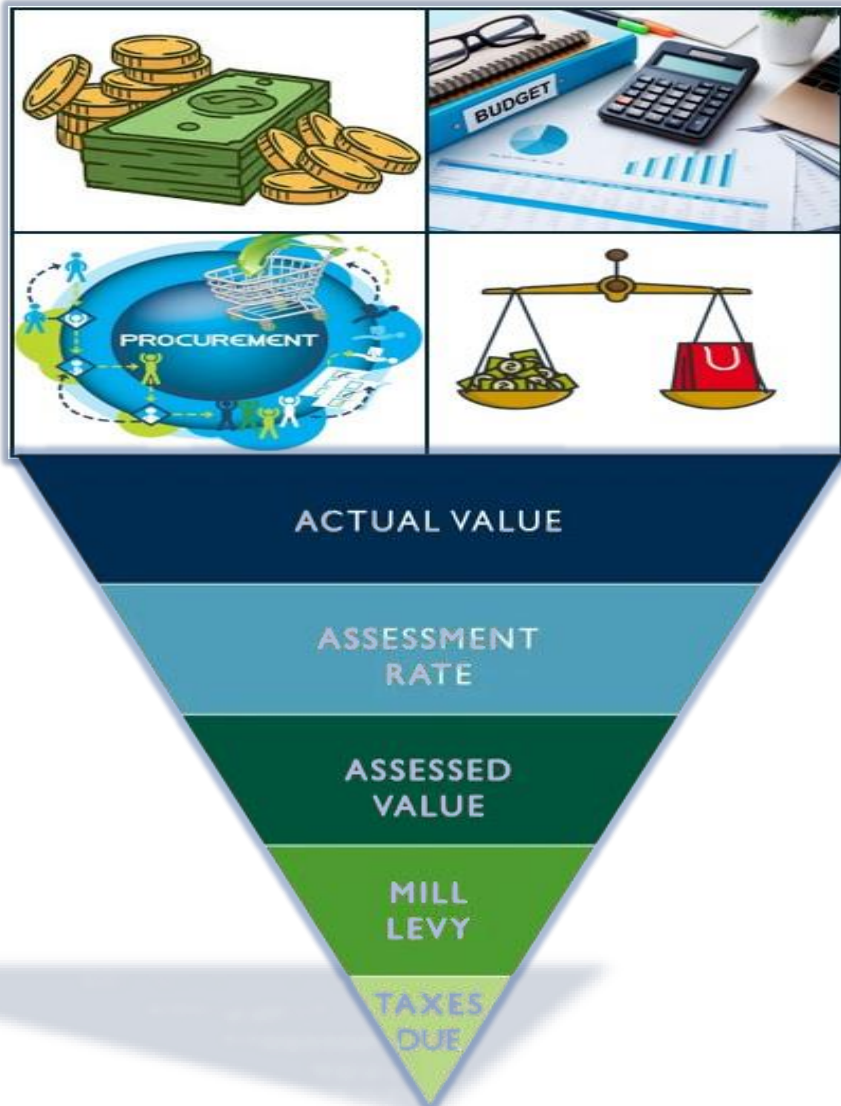 BUDGET
PROCUREMENT
ACTUAL VALUE
ASSESSMENT
RATE
ASSESSED
VALUE
MILL
LEVY
TAXES
DUE